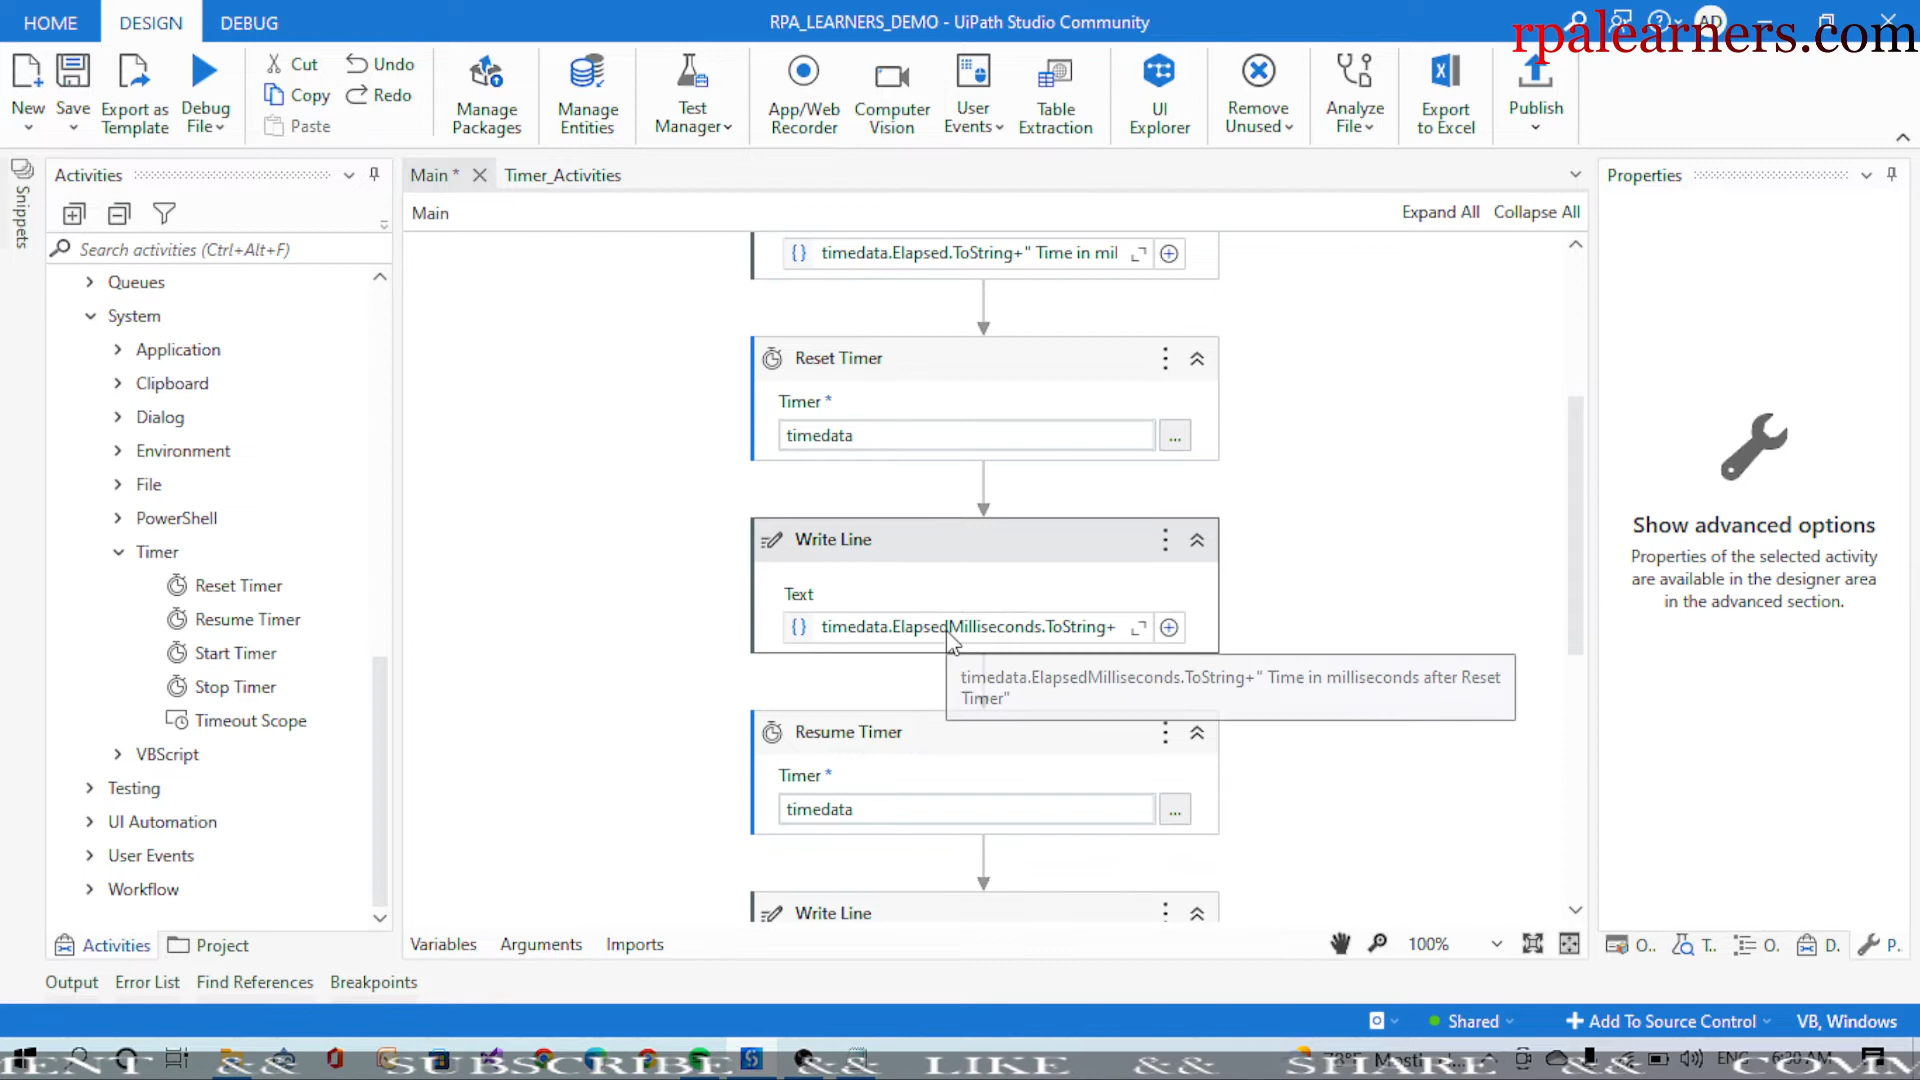 HOME DESIGN DEBUG RPA_LEARNERS_DEMO - UiPath Studio Community AD
rpalearners.com
New Save Export as Template Debug File Cut Copy Paste Undo Redo Manage Packages Manage Entities Test Manager App/Web Recorder Computer Vision User Events Table Extraction UI Explorer Remove Unused Analyze File Export to Excel Publish
Snippets
Activities
Search activities (Ctrl+Alt+F)
Queues
System
Application
Clipboard
Dialog
Environment
File
PowerShell
Timer
Reset Timer
Resume Timer
Start Timer
Stop Timer
Timeout Scope
VBScript
Testing
UI Automation
User Events
Workflow
Activities Project
Main * Timer_Activities
Main Expand All Collapse All
{} timedata.Elapsed.ToString+" Time in mil
Reset Timer
Timer *
timedata ...
Write Line
Text
{} timedata.ElapsedMilliseconds.ToString+
timedata.ElapsedMilliseconds.ToString+" Time in milliseconds after Reset
Timer"
Resume Timer
Timer *
timedata ...
Write Line
Variables Arguments Imports 100%
Properties
Show advanced options
Properties of the selected activity
are available in the designer area
in the advanced section.
O.. T.. O. D. P.
Output Error List Find References Breakpoints
Shared Add To Source Control VB, Windows
MENT && SUBSCRIBE && LIKE && SHARE && COMM